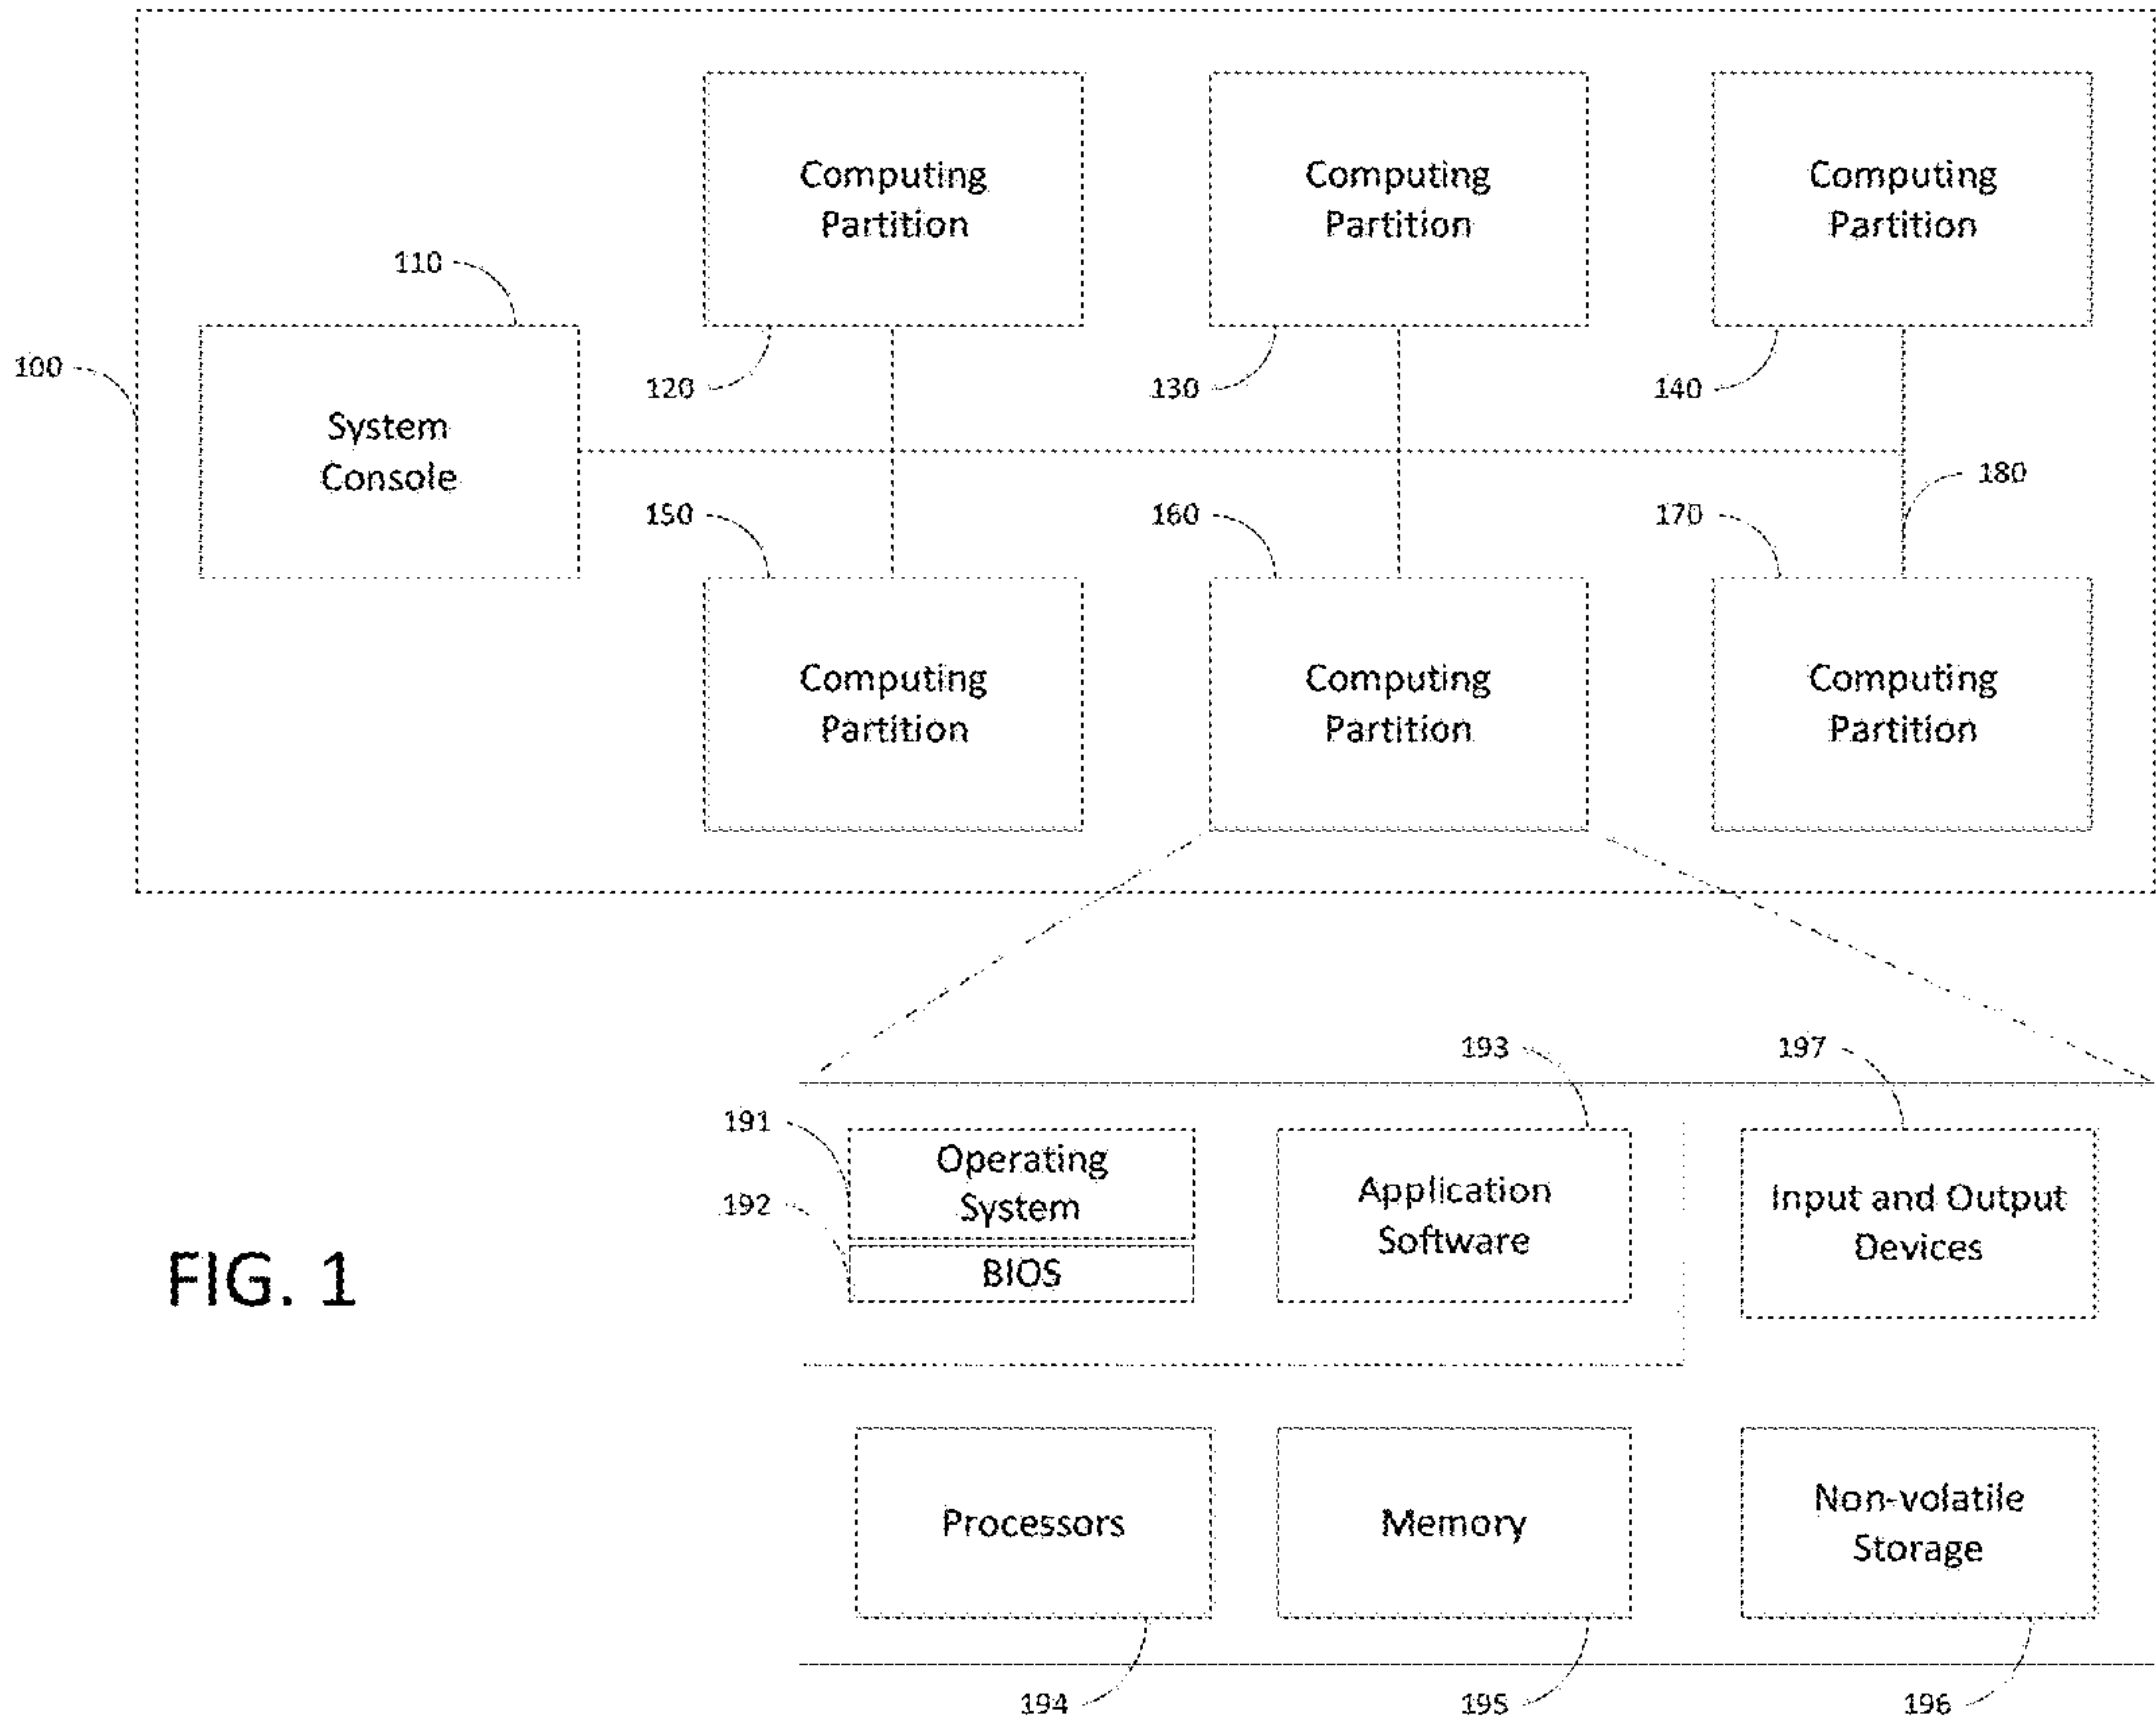 Computing
Partition
Computing
Partition
Computing
Partition
110
100
120
130
140
System
Console
180
150
160
170
Computing
Partition
Computing
Partition
Computing
Partition
193
197
191
Operating
System
Application
Software
Input and Output
Devices
192
BIOS
FIG. 1
Processors
Memory
Non-volatile
Storage
194
195
196